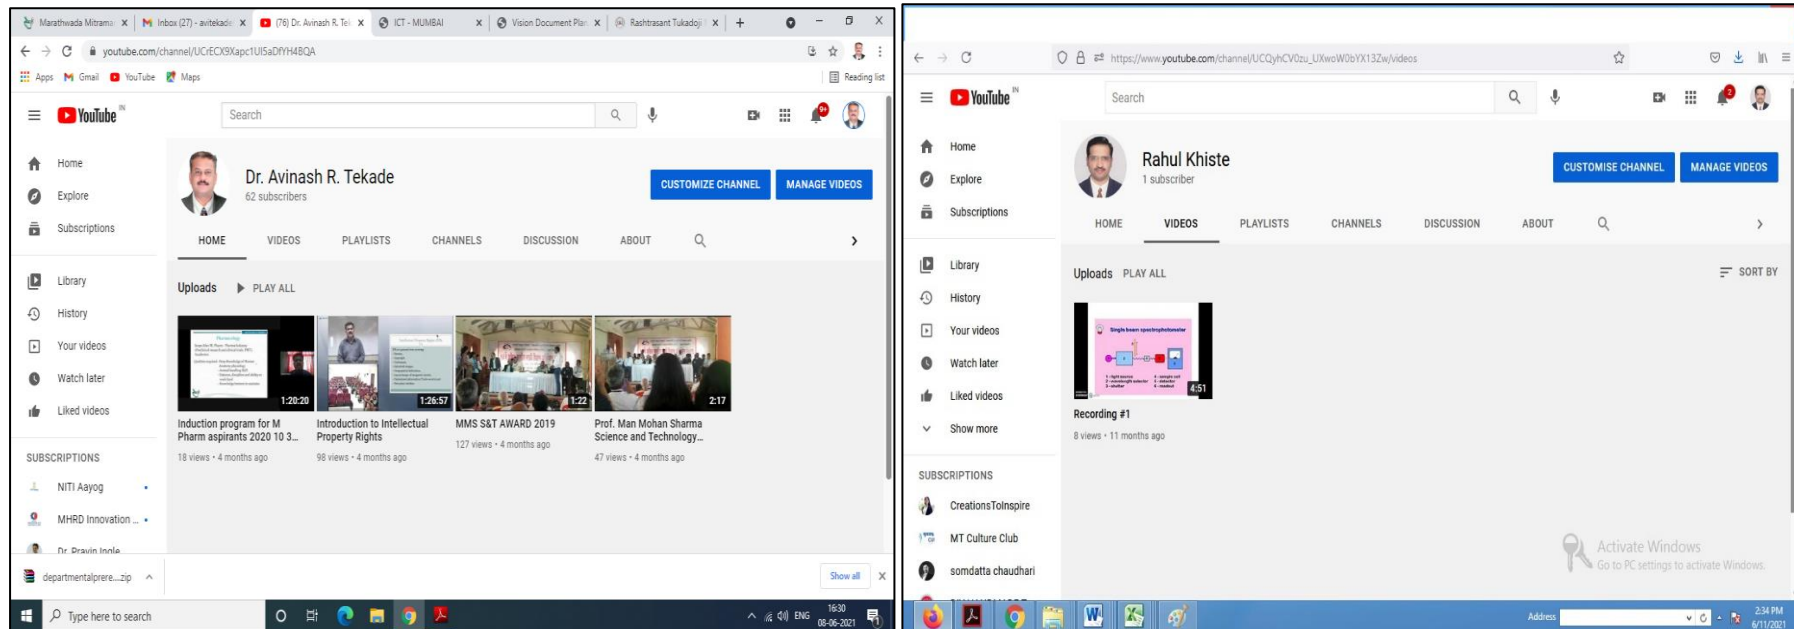 Marathwada Mitrama X
Inbox (27) - avitekade X
(76) Dr. Avinash R. Tek X
ICT - MUMBAI X
Vision Document Plan X
Rashtrasant Tukadoji X
youtube.com/channel/UCrECX9Xapc1UI5aDfYH4BQA
Apps Gmail YouTube Maps Reading list
YouTube IN
Search
9+
Home
Explore
Subscriptions
Library
History
Your videos
Watch later
Liked videos
SUBSCRIPTIONS
NITI Aayog
MHRD Innovation ...
Dr. Pravin Ingle
Dr. Avinash R. Tekade
62 subscribers
CUSTOMIZE CHANNEL MANAGE VIDEOS
HOME VIDEOS PLAYLISTS CHANNELS DISCUSSION ABOUT
Uploads PLAY ALL
1:20:20
Induction program for M
Pharm aspirants 2020 10 3...
18 views • 4 months ago
1:26:57
Introduction to Intellectual
Property Rights
98 views • 4 months ago
1:22
MMS S&T AWARD 2019
127 views • 4 months ago
2:17
Prof. Man Mohan Sharma
Science and Technology...
47 views • 4 months ago
departmentalprere....zip
Show all X
Type here to search
ENG
16:30
08-06-2021
https://www.youtube.com/channel/UCQyhCV0zu_UXwoW0bYX13Zw/videos
YouTube IN
Search
2
Home
Explore
Subscriptions
Library
History
Your videos
Watch later
Liked videos
Show more
SUBSCRIPTIONS
CreationsToInspire
MT Culture Club
somdatta chaudhari
Rahul Khiste
1 subscriber
CUSTOMISE CHANNEL MANAGE VIDEOS
HOME VIDEOS PLAYLISTS CHANNELS DISCUSSION ABOUT
Uploads PLAY ALL
SORT BY
Single beam spectrophotometer
4:51
Recording #1
8 views • 11 months ago
Activate Windows
Go to PC settings to activate Windows.
Address
2:34 PM
6/11/2021